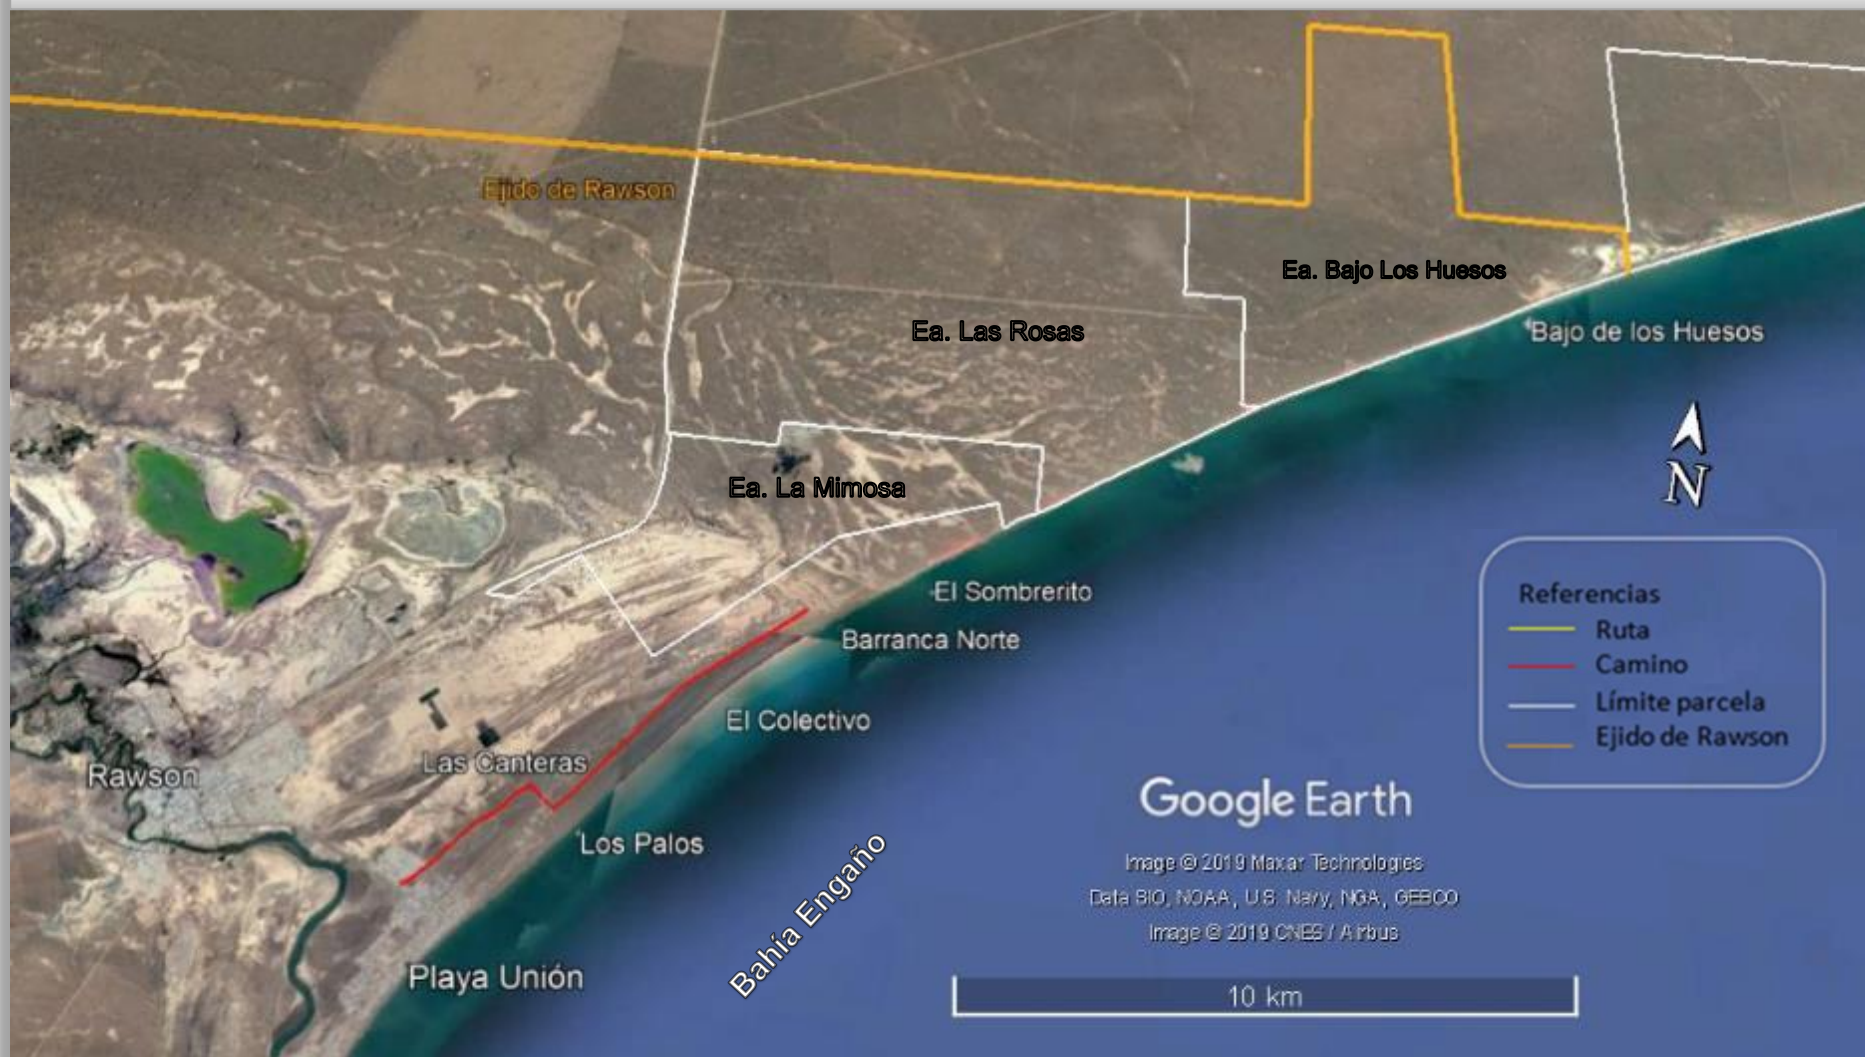 Ejido de Rawson
Ea. Bajo Los Huesos
Ea. Las Rosas
Bajo de los Huesos
Ea. La Mimosa
N
El Sombrerito
Barranca Norte
El Colectivo
Las Canteras
Rawson
Los Palos
Bahía Engaño
Playa Unión
Referencias
Ruta
Camino
Límite parcela
Ejido de Rawson
Google Earth
Image © 2019 Maxar Technologies
Data SIO, NOAA, U.S. Navy, NGA, GEBCO
Image © 2019 CNES / Airbus
10 km